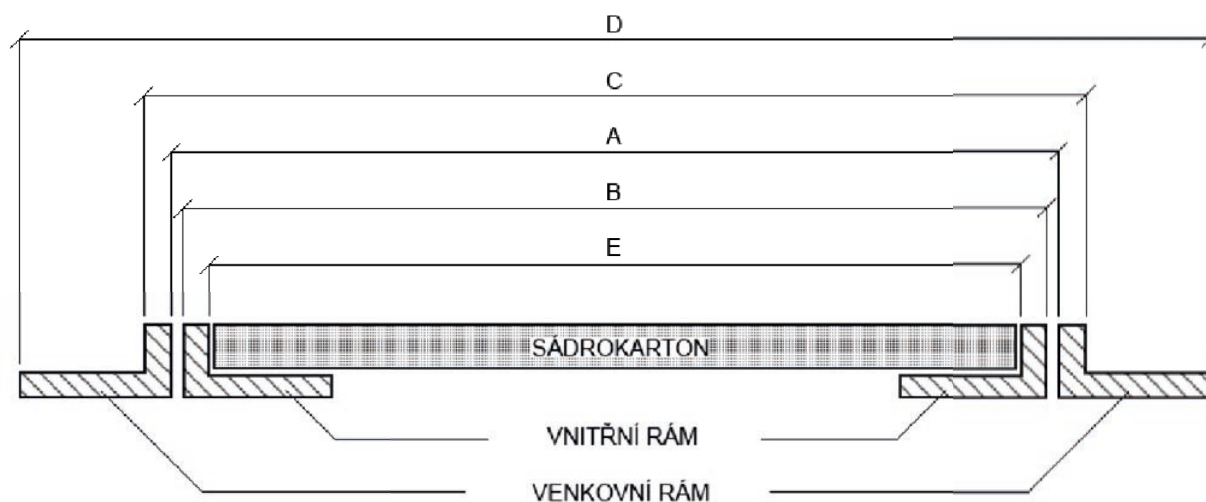 D
C
A
B
E
SÁDROKARTON
VNITŘNÍ RÁM
VENKOVNÍ RÁM